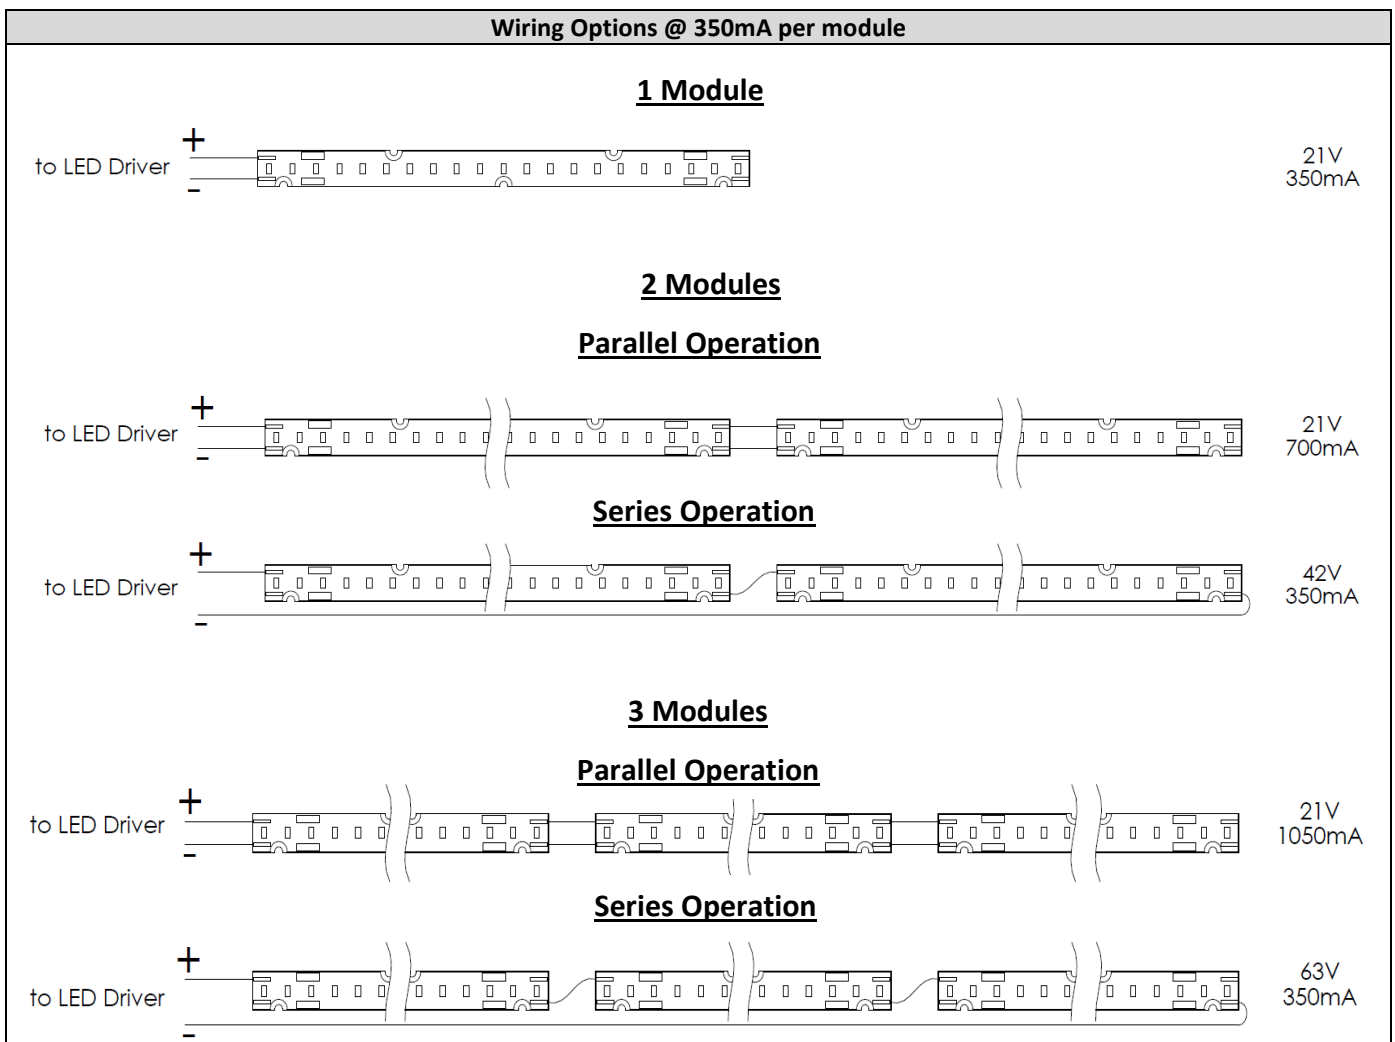 Wiring Options @ 350mA per module
1 Module
+
to LED Driver
-
21V
350mA
2 Modules
Parallel Operation
+
to LED Driver
-
21V
700mA
Series Operation
+
to LED Driver
-
42V
350mA
3 Modules
Parallel Operation
+
to LED Driver
-
21V
1050mA
Series Operation
+
to LED Driver
-
63V
350mA